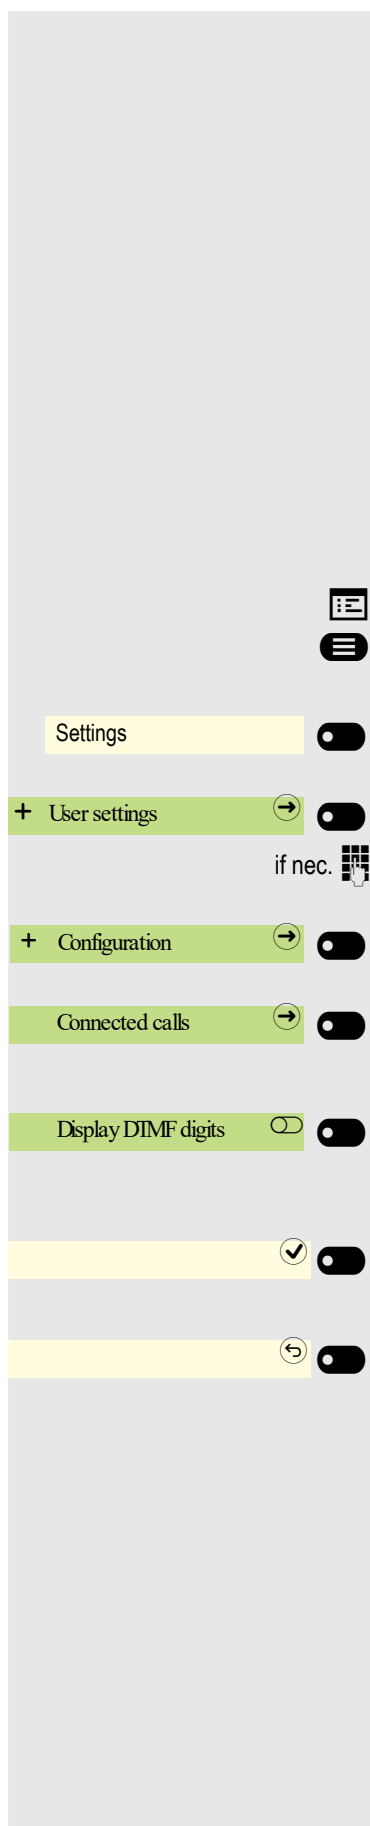 Settings
+ User settings
if nec.
+ Configuration
Connected calls
Display DTMF digits